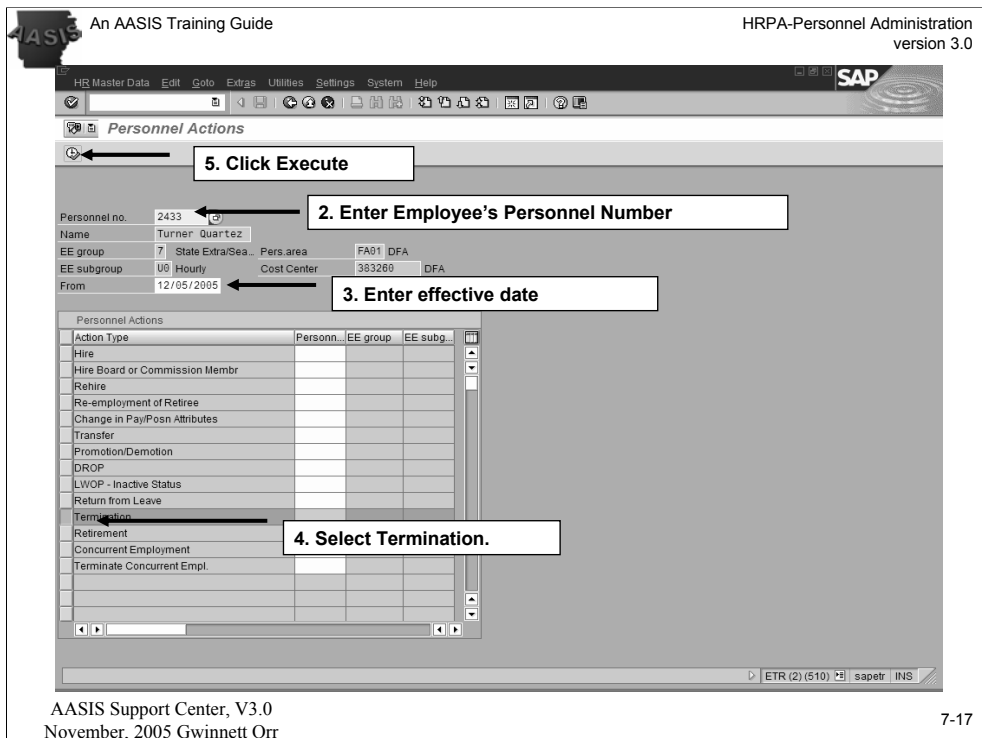 AASIS
An AASIS Training Guide
HRPA-Personnel Administration
version 3.0
HR Master Data Edit Goto Extras Utilities Settings System Help
SAP
Personnel Actions
5. Click Execute
2. Enter Employee's Personnel Number
Personnel no. 2433
Name Turner Quartez
EE group 7 State Extra/Sea... Pers.area FA01 DFA
EE subgroup U0 Hourly Cost Center 383260 DFA
From 12/05/2005
3. Enter effective date
Personnel Actions
Action Type Personn... EE group EE subg...
Hire
Hire Board or Commission Membr
Rehire
Re-employment of Retiree
Change in Pay/Posn Attributes
Transfer
Promotion/Demotion
DROP
LWOP - Inactive Status
Return from Leave
Termination
Retirement
4. Select Termination.
Concurrent Employment
Terminate Concurrent Empl.
ETR (2) (510) sapetr INS
AASIS Support Center, V3.0
November, 2005 Gwinnett Orr
7-17